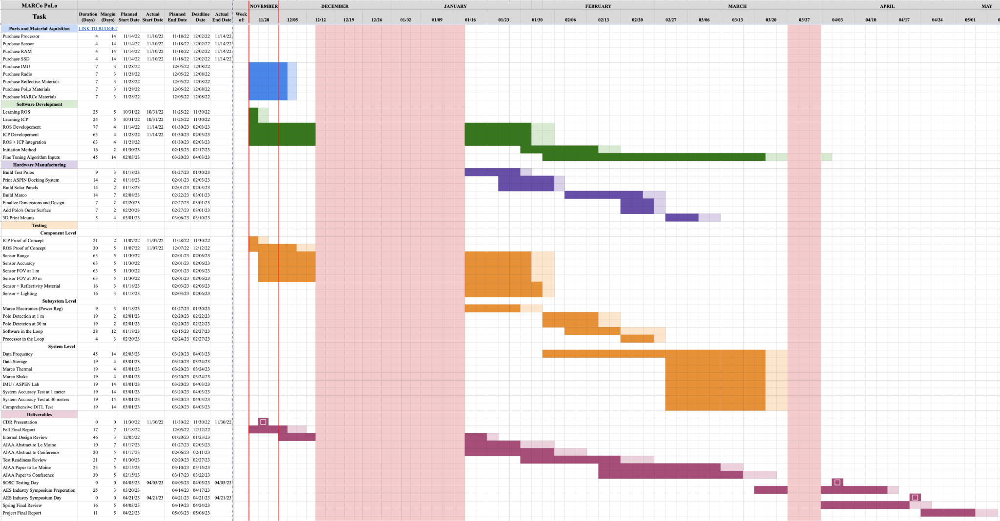 MARCo PoLo NOVEMBER DECEMBER JANUARY FEBRUARY MARCH APRIL MAY
Task Duration (Days) Margin (Days) Planned Start Date Actual Start Date Planned End Date Deadline Date Actual End Date Week of: 11/28 12/05 12/12 12/19 12/26 01/02 01/09 01/16 01/23 01/30 02/06 02/13 02/20 02/27 03/06 03/13 03/20 03/27 04/03 04/10 04/17 04/24 05/01
Parts and Material Aquisition LINK TO BUDGET
Purchase Processor 4 14 11/14/22 11/10/22 11/18/22 12/02/22 11/14/22
Purchase Sensor 4 14 11/14/22 11/10/22 11/18/22 12/02/22 11/14/22
Purchase RAM 4 14 11/14/22 11/10/22 11/18/22 12/02/22 11/14/22
Purchase SSD 4 14 11/14/22 11/10/22 11/18/22 12/02/22 11/14/22
Purchase IMU 7 3 11/28/22 12/05/22 12/08/22
Purchase Radio 7 3 11/28/22 12/05/22 12/08/22
Purchase Reflective Materials 7 3 11/28/22 12/05/22 12/08/22
Purchase PoLo Materials 7 3 11/28/22 12/05/22 12/08/22
Purchase MARCo Materials 7 3 11/28/22 12/05/22 12/08/22
Software Development
Learning ROS 25 5 10/31/22 10/31/22 11/25/22 11/30/22
Learning ICP 25 5 10/31/22 10/31/22 11/25/22 11/30/22
ROS Developement 77 4 11/14/22 11/14/22 01/30/23 02/03/23
ICP Developement 63 4 11/28/22 11/14/22 01/30/23 02/03/23
ROS + ICP Integration 63 4 11/28/22 01/30/23 02/03/23
Initiation Method 16 2 01/30/23 02/15/23 02/17/23
Fine Tuning Algorithm Inputs 45 14 02/03/23 03/20/23 04/03/23
Hardware Manufacturing
Build Test Polos 9 3 01/18/23 01/27/23 01/30/23
Print ASPIN Docking System 14 2 01/18/23 02/01/23 02/03/23
Build Solar Panels 14 2 01/18/23 02/01/23 02/03/23
Build Marco 14 7 02/08/23 02/22/23 03/01/23
Finalize Dimensions and Design 7 2 02/20/23 02/27/23 03/01/23
Add Polo's Outer Surface 7 2 02/20/23 02/27/23 03/01/23
3D Print Mounts 5 4 03/01/23 03/06/23 03/10/23
Testing
Component Level
ICP Proof of Concept 21 2 11/07/22 11/07/22 11/28/22 11/30/22
ROS Proof of Concept 30 5 11/07/22 11/07/22 12/07/22 12/12/22
Sensor Range 63 5 11/30/22 02/01/23 02/06/23
Sensor Accuracy 63 5 11/30/22 02/01/23 02/06/23
Sensor FOV at 1 m 63 5 11/30/22 02/01/23 02/06/23
Sensor FOV at 30 m 63 5 11/30/22 02/01/23 02/06/23
Sensor + Reflectivity Material 16 3 01/18/23 02/03/23 02/06/23
Sensor + Lighting 16 3 01/18/23 02/03/23 02/06/23
Subsystem Level
Marco Electronics (Power Reg) 9 3 01/18/23 01/27/23 01/30/23
Polo Detection at 1 m 19 2 02/01/23 02/20/23 02/22/23
Polo Detetcion at 30 m 19 2 02/01/23 02/20/23 02/22/23
Software in the Loop 28 12 01/18/23 02/15/23 02/27/23
Processor in the Loop 4 3 02/20/23 02/24/23 02/27/23
System Level
Data Frequency 45 14 02/03/23 03/20/23 04/03/23
Data Storage 19 4 03/01/23 03/20/23 03/24/23
Marco Thermal 19 4 03/01/23 03/20/23 03/24/23
Marco Shake 19 4 03/01/23 03/20/23 03/24/23
IMU / ASPEN Lab 19 14 03/01/23 03/20/23 04/03/23
System Accuracy Test at 1 meter 19 14 03/01/23 03/20/23 04/03/23
System Accuracy Test at 30 meters 19 14 03/01/23 03/20/23 04/03/23
Comprehensive DiTL Test 19 14 03/01/23 03/20/23 04/03/23
Deliverables
CDR Presentation 0 0 11/30/22 11/30/22 11/30/22 11/30/22 11/30/22
Fall Final Report 17 7 11/18/22 12/05/22 12/12/22
Internal Design Review 46 3 12/05/22 01/20/23 01/23/23
AIAA Abstract to Le Moine 10 7 01/17/23 01/27/23 02/03/23
AIAA Abstract to Conference 20 5 01/17/23 02/06/23 02/11/23
Test Readiness Review 21 7 01/30/23 02/20/23 02/27/23
AIAA Paper to Le Moine 23 5 02/15/23 03/10/23 03/15/23
AIAA Paper to Conference 30 5 02/15/23 03/17/23 03/22/23
SOSC Testing Day 0 0 04/05/23 04/05/23 04/05/23 04/05/23 04/05/23
AES Industry Symposium Preperation 25 3 03/20/23 04/14/23 04/17/23
AES Industry Symposium Day 0 0 04/21/23 04/21/23 04/21/23 04/21/23 04/21/23
Spring Final Review 16 5 04/03/23 04/19/23 04/24/23
Project Final Report 11 5 04/22/23 05/03/23 05/08/23